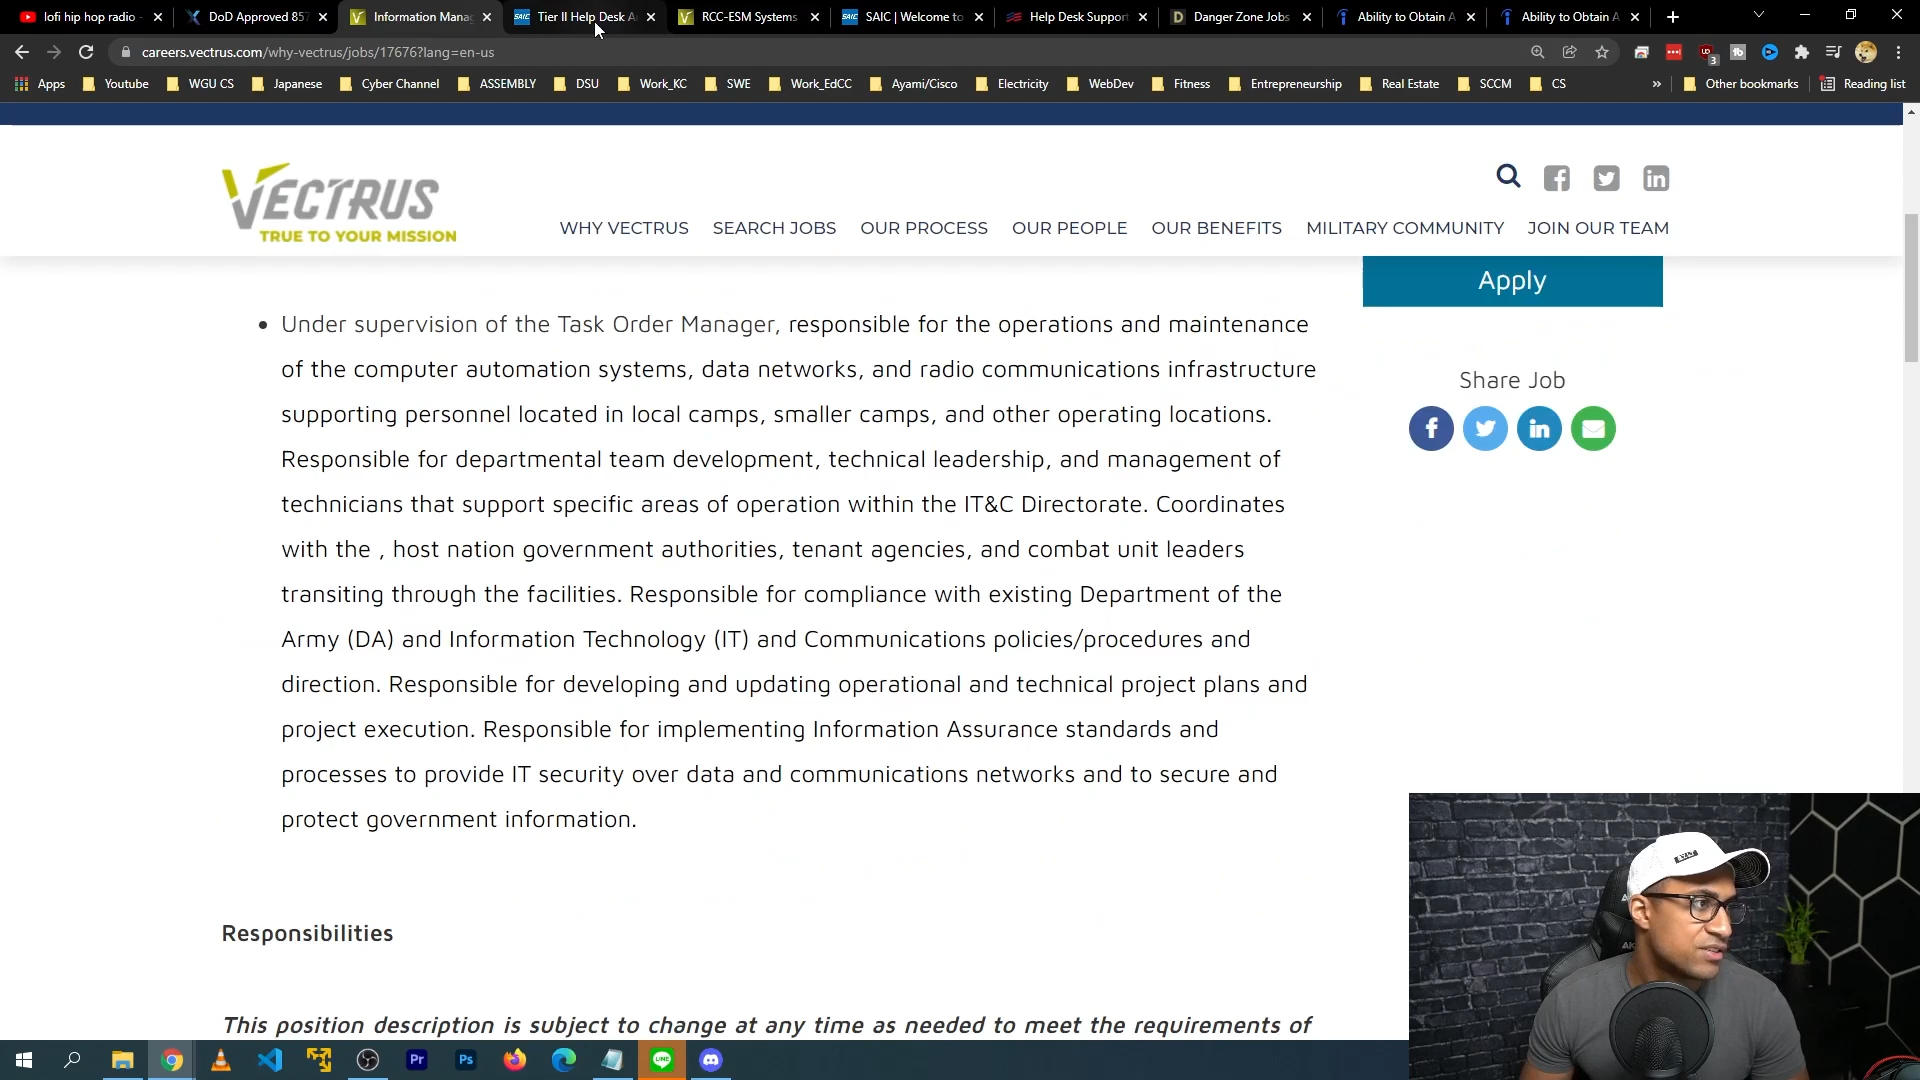 lofi hip hop radio -
DoD Approved 857
Information Mana
Tier II Help Desk A
RCC-ESM Systems
SAIC | Welcome to
Help Desk Support
Danger Zone Jobs
Ability to Obtain A
Ability to Obtain A
careers.vectrus.com/why-vectrus/jobs/17676?lang=en-us
3
Apps
Youtube
WGU CS
Japanese
Cyber Channel
ASSEMBLY
DSU
Work_KC
SWE
Work_EdCC
Ayami/Cisco
Electricity
WebDev
Fitness
Entrepreneurship
Real Estate
SCCM
CS
»
Other bookmarks
Reading list
VECTRUS
TRUE TO YOUR MISSION
WHY VECTRUS
SEARCH JOBS
OUR PROCESS
OUR PEOPLE
OUR BENEFITS
MILITARY COMMUNITY
JOIN OUR TEAM
Apply
Share Job
• Under supervision of the Task Order Manager, responsible for the operations and maintenance
of the computer automation systems, data networks, and radio communications infrastructure
supporting personnel located in local camps, smaller camps, and other operating locations.
Responsible for departmental team development, technical leadership, and management of
technicians that support specific areas of operation within the IT&C Directorate. Coordinates
with the , host nation government authorities, tenant agencies, and combat unit leaders
transiting through the facilities. Responsible for compliance with existing Department of the
Army (DA) and Information Technology (IT) and Communications policies/procedures and
direction. Responsible for developing and updating operational and technical project plans and
project execution. Responsible for implementing Information Assurance standards and
processes to provide IT security over data and communications networks and to secure and
protect government information.
Responsibilities
This position description is subject to change at any time as needed to meet the requirements of
Pr
Ps
LINE